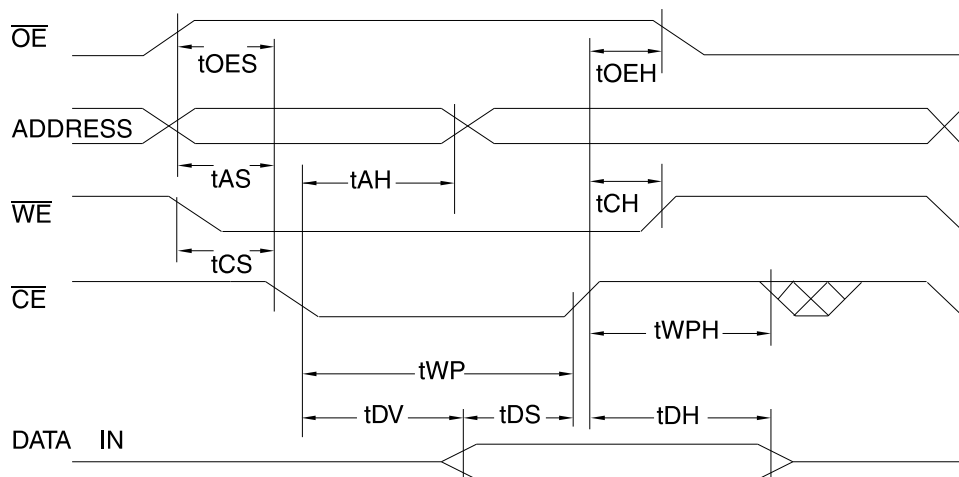 OE
tOES
tOEH
ADDRESS
tAS
tAH
WE
tCH
tCS
CE
tWPH
tWP
tDV
tDS
tDH
DATA IN